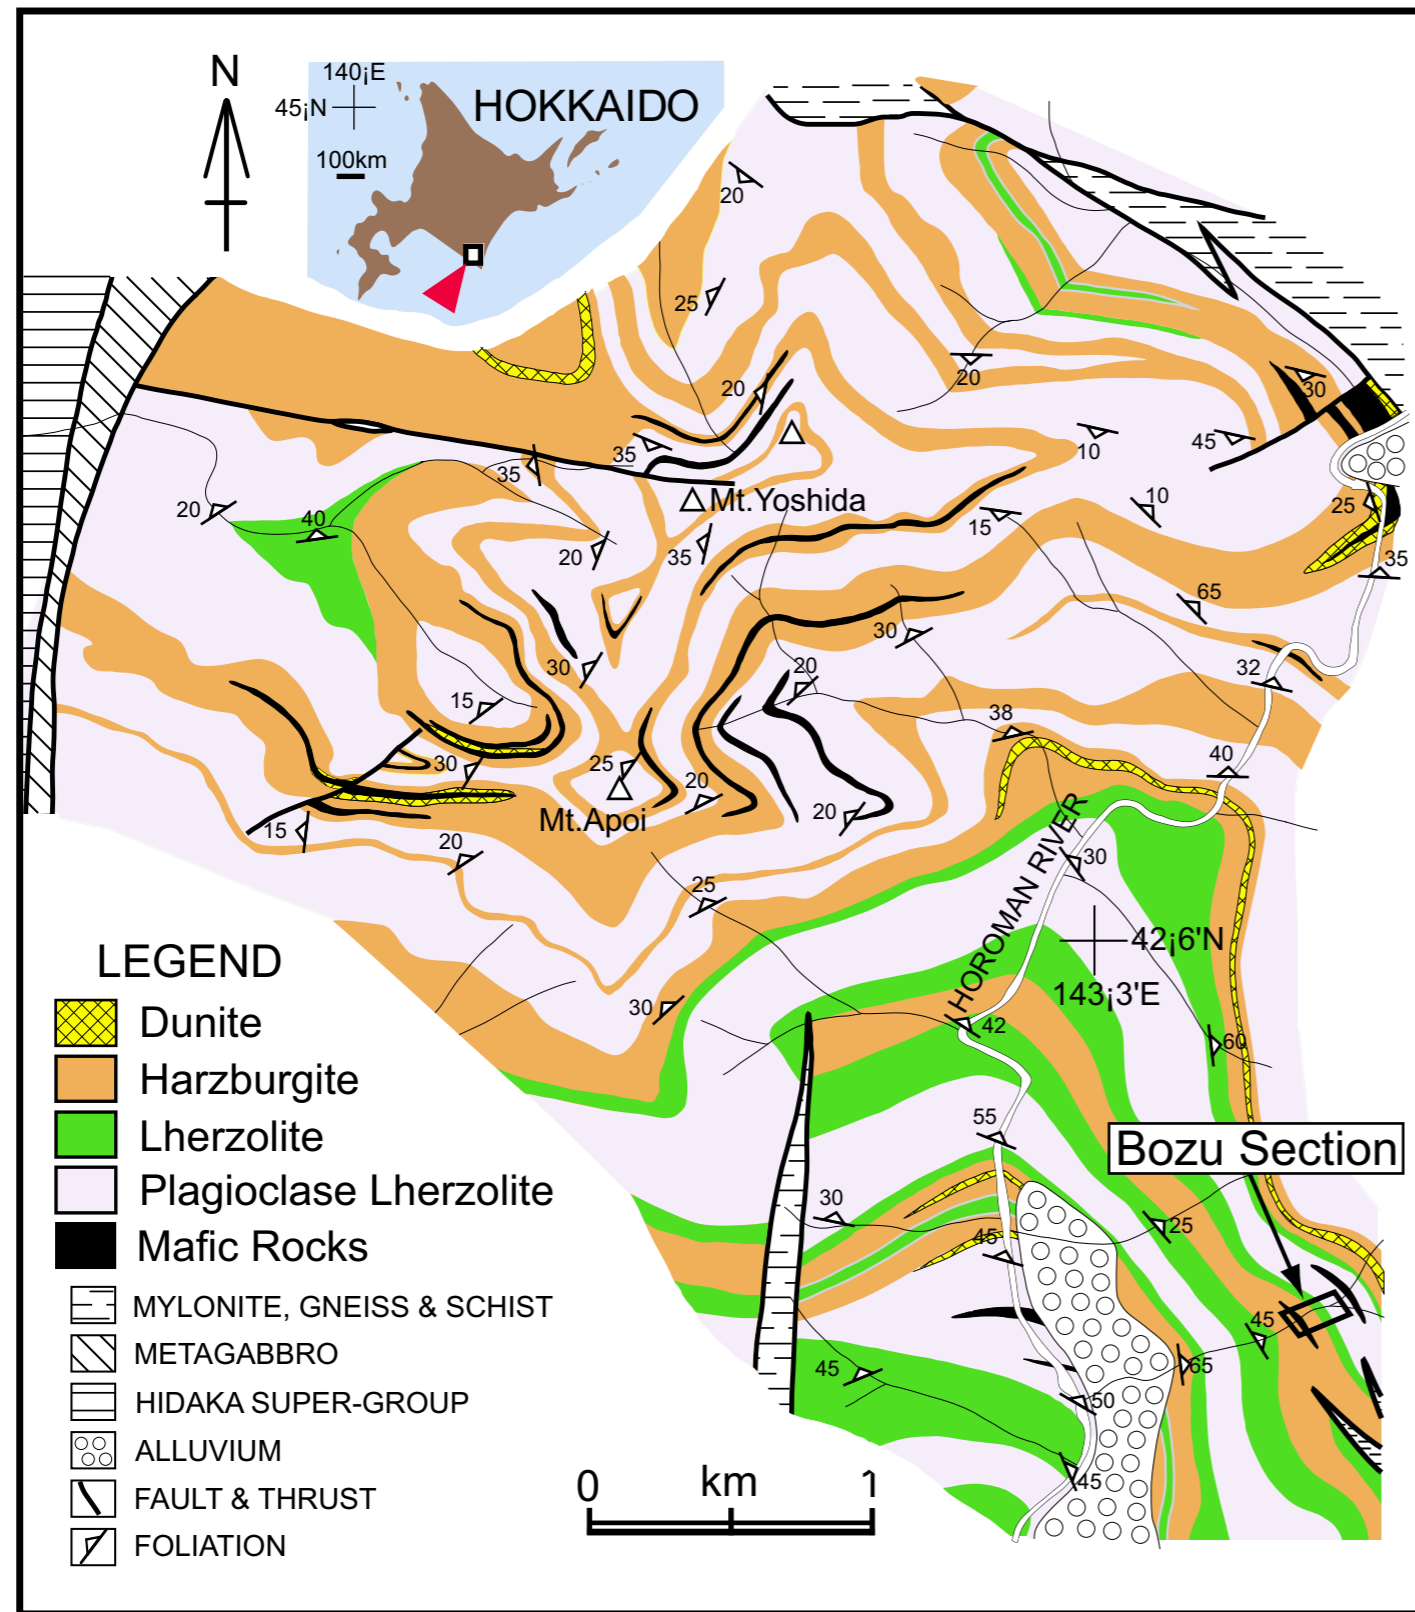 N
140¡E
45¡N
HOKKAIDO
100km
20
25
20
20
30
35
10
45
35
20
40
Mt.Yoshida
15
10
25
20
35
35
65
30
30
20
32
15
38
30
25
40
20
20
Mt.Apoi
15
20
30
25
HOROMAN RIVER
42¡6'N
143¡3'E
30
42
60
55
Bozu Section
30
25
45
45
65
45
50
45
LEGEND
Dunite
Harzburgite
Lherzolite
Plagioclase Lherzolite
Mafic Rocks
MYLONITE, GNEISS & SCHIST
METAGABBRO
HIDAKA SUPER-GROUP
ALLUVIUM
FAULT & THRUST
FOLIATION
0 km 1